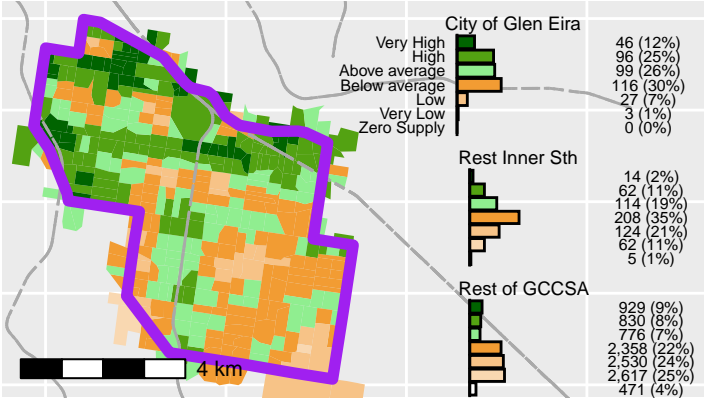 City of Glen Eira
Very High 46 (12%)
High 96 (25%)
Above average 99 (26%)
Below average 116 (30%)
Low 27 (7%)
Very Low 3 (1%)
Zero Supply 0 (0%)
Rest Inner Sth
14 (2%)
62 (11%)
114 (19%)
208 (35%)
124 (21%)
62 (11%)
5 (1%)
Rest of GCCSA
929 (9%)
830 (8%)
776 (7%)
2,358 (22%)
2,530 (24%)
2,617 (25%)
471 (4%)
4 km